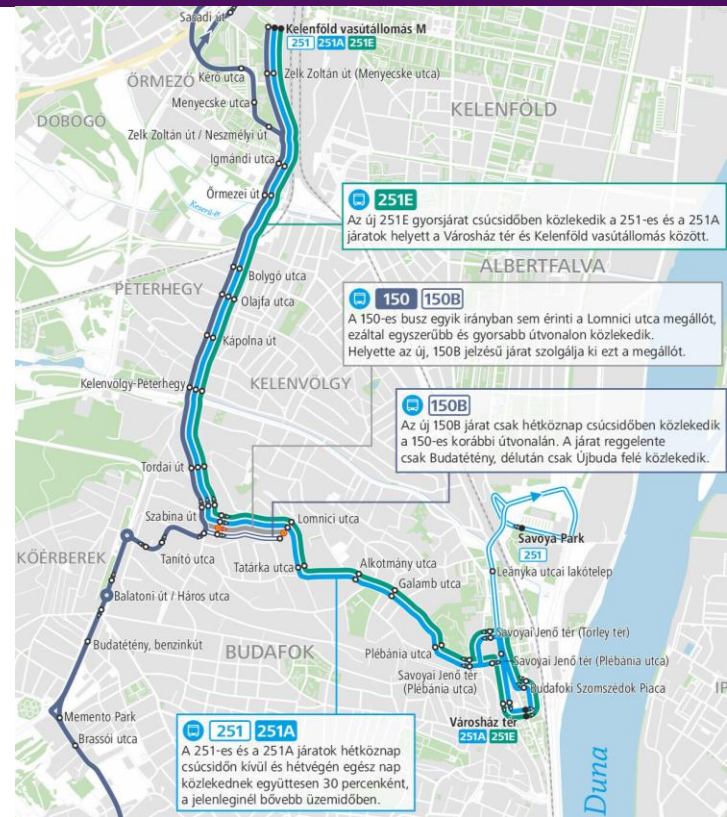 Sasadi út
Kelenföld vasútállomás M
251 251A 251E
Kérő utca
Zelk Zoltán út (Menyecske utca)
ŐRMEZŐ
Menyecske utca
KELENFÖLD
DOBOGÓ
Zelk Zoltán út / Neszmélyi út
Igmándi utca
Őrmezei út
Keserű-ér
251E
Az új 251E gyorsjárat csúcsidőben közlekedik a 251-es és a 251A
járatok helyett a Városház tér és Kelenföld vasútállomás között.
ALBERTFALVA
Bolygó utca
PÉTERHEGY
Olajfa utca
150 150B
A 150-es busz egyik irányban sem érinti a Lomnici utca megállót,
ezáltal egyszerűbb és gyorsabb útvonalon közlekedik.
Helyette az új, 150B jelzésű járat szolgálja ki ezt a megállót.
Kápolna út
Kelenvölgy-Péterhegy
KELENVÖLGY
150B
Az új 150B járat csak hétköznap csúcsidőben közlekedik
a 150-es korábbi útvonalán. A járat reggelente
csak Budatétény, délután csak Újbuda felé közlekedik.
Tordai út
Szabina út
Lomnici utca
Savoya Park
251
KŐÉRBEREK
Tanító utca
Tatárka utca
Alkotmány utca
Leányka utcai lakótelep
Galamb utca
Balatoni út / Háros utca
Budatétény, benzinkút
BUDAFOK
Plébánia utca
Savoyai Jenő tér (Törley tér)
Savoyai Jenő tér
(Plébánia utca)
Savoyai Jenő tér (Plébánia utca)
Budafoki Szomszédok Piaca
IP
Memento Park
Brassói utca
Városház tér
251A 251E
251 251A
A 251-es és a 251A járatok hétköznap
csúcsidőn kívül és hétvégén egész nap
közlekednek együttesen 30 percenként,
a jelenleginél bővebb üzemidőben.
Duna